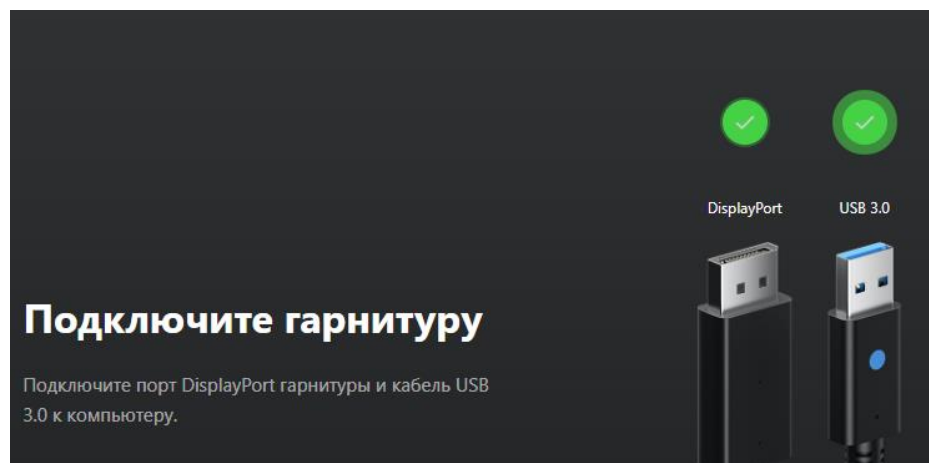 DisplayPort
USB 3.0
Подключите гарнитуру
Подключите порт DisplayPort гарнитуры и кабель USB
3.0 к компьютеру.